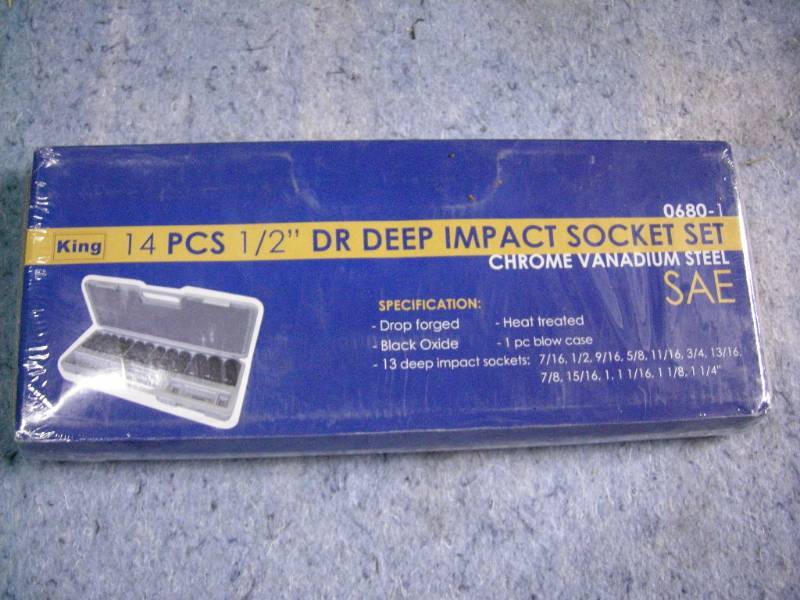 0680-1
King 14 PCS 1/2" DR DEEP IMPACT SOCKET SET
CHROME VANADIUM STEEL
SAE
SPECIFICATION:
- Drop forged - Heat treated
- Black Oxide - 1 pc blow case
- 13 deep impact sockets: 7/16, 1/2, 9/16, 5/8, 11/16, 3/4, 13/16,
7/8, 15/16, 1, 1 1/16, 1 1/8, 1 1/4"